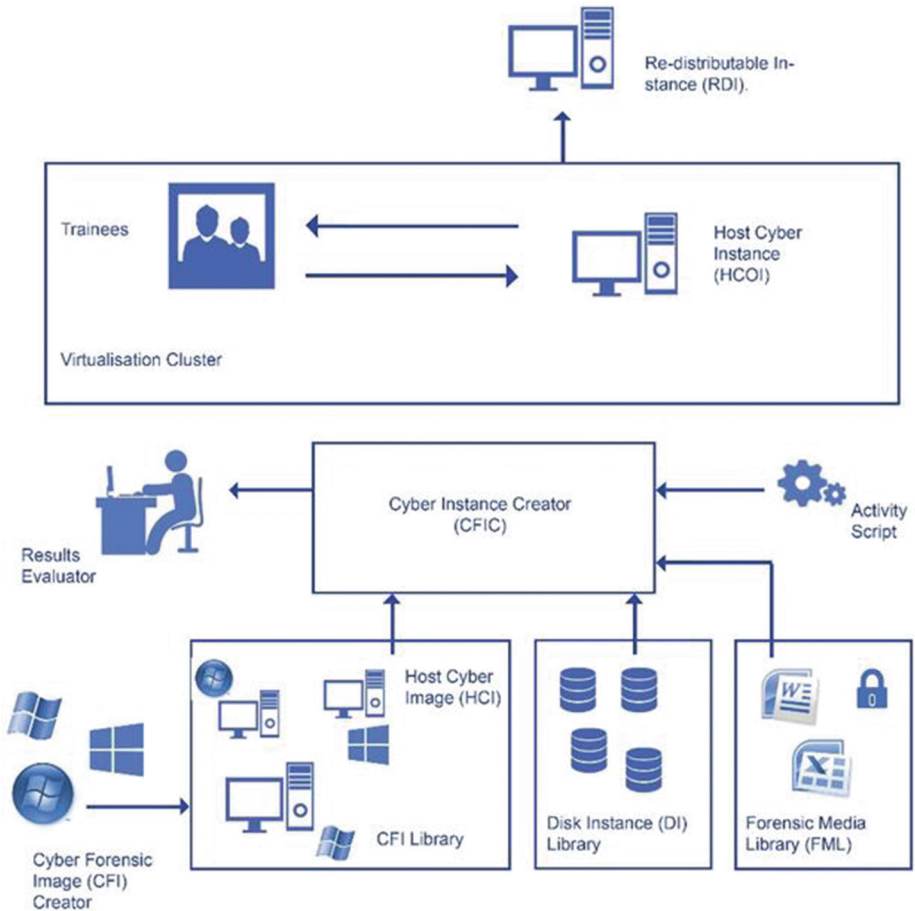 Re-distributable In-
stance (RDI).
Trainees
Host Cyber
Instance
(HCOI)
Virtualisation Cluster
Cyber Instance Creator
(CFIC)
Activity
Script
Results
Evaluator
Host Cyber
Image (HCI)
W
X
CFI Library
Disk Instance (DI)
Library
Forensic Media
Library (FML)
Cyber Forensic
Image (CFI)
Creator